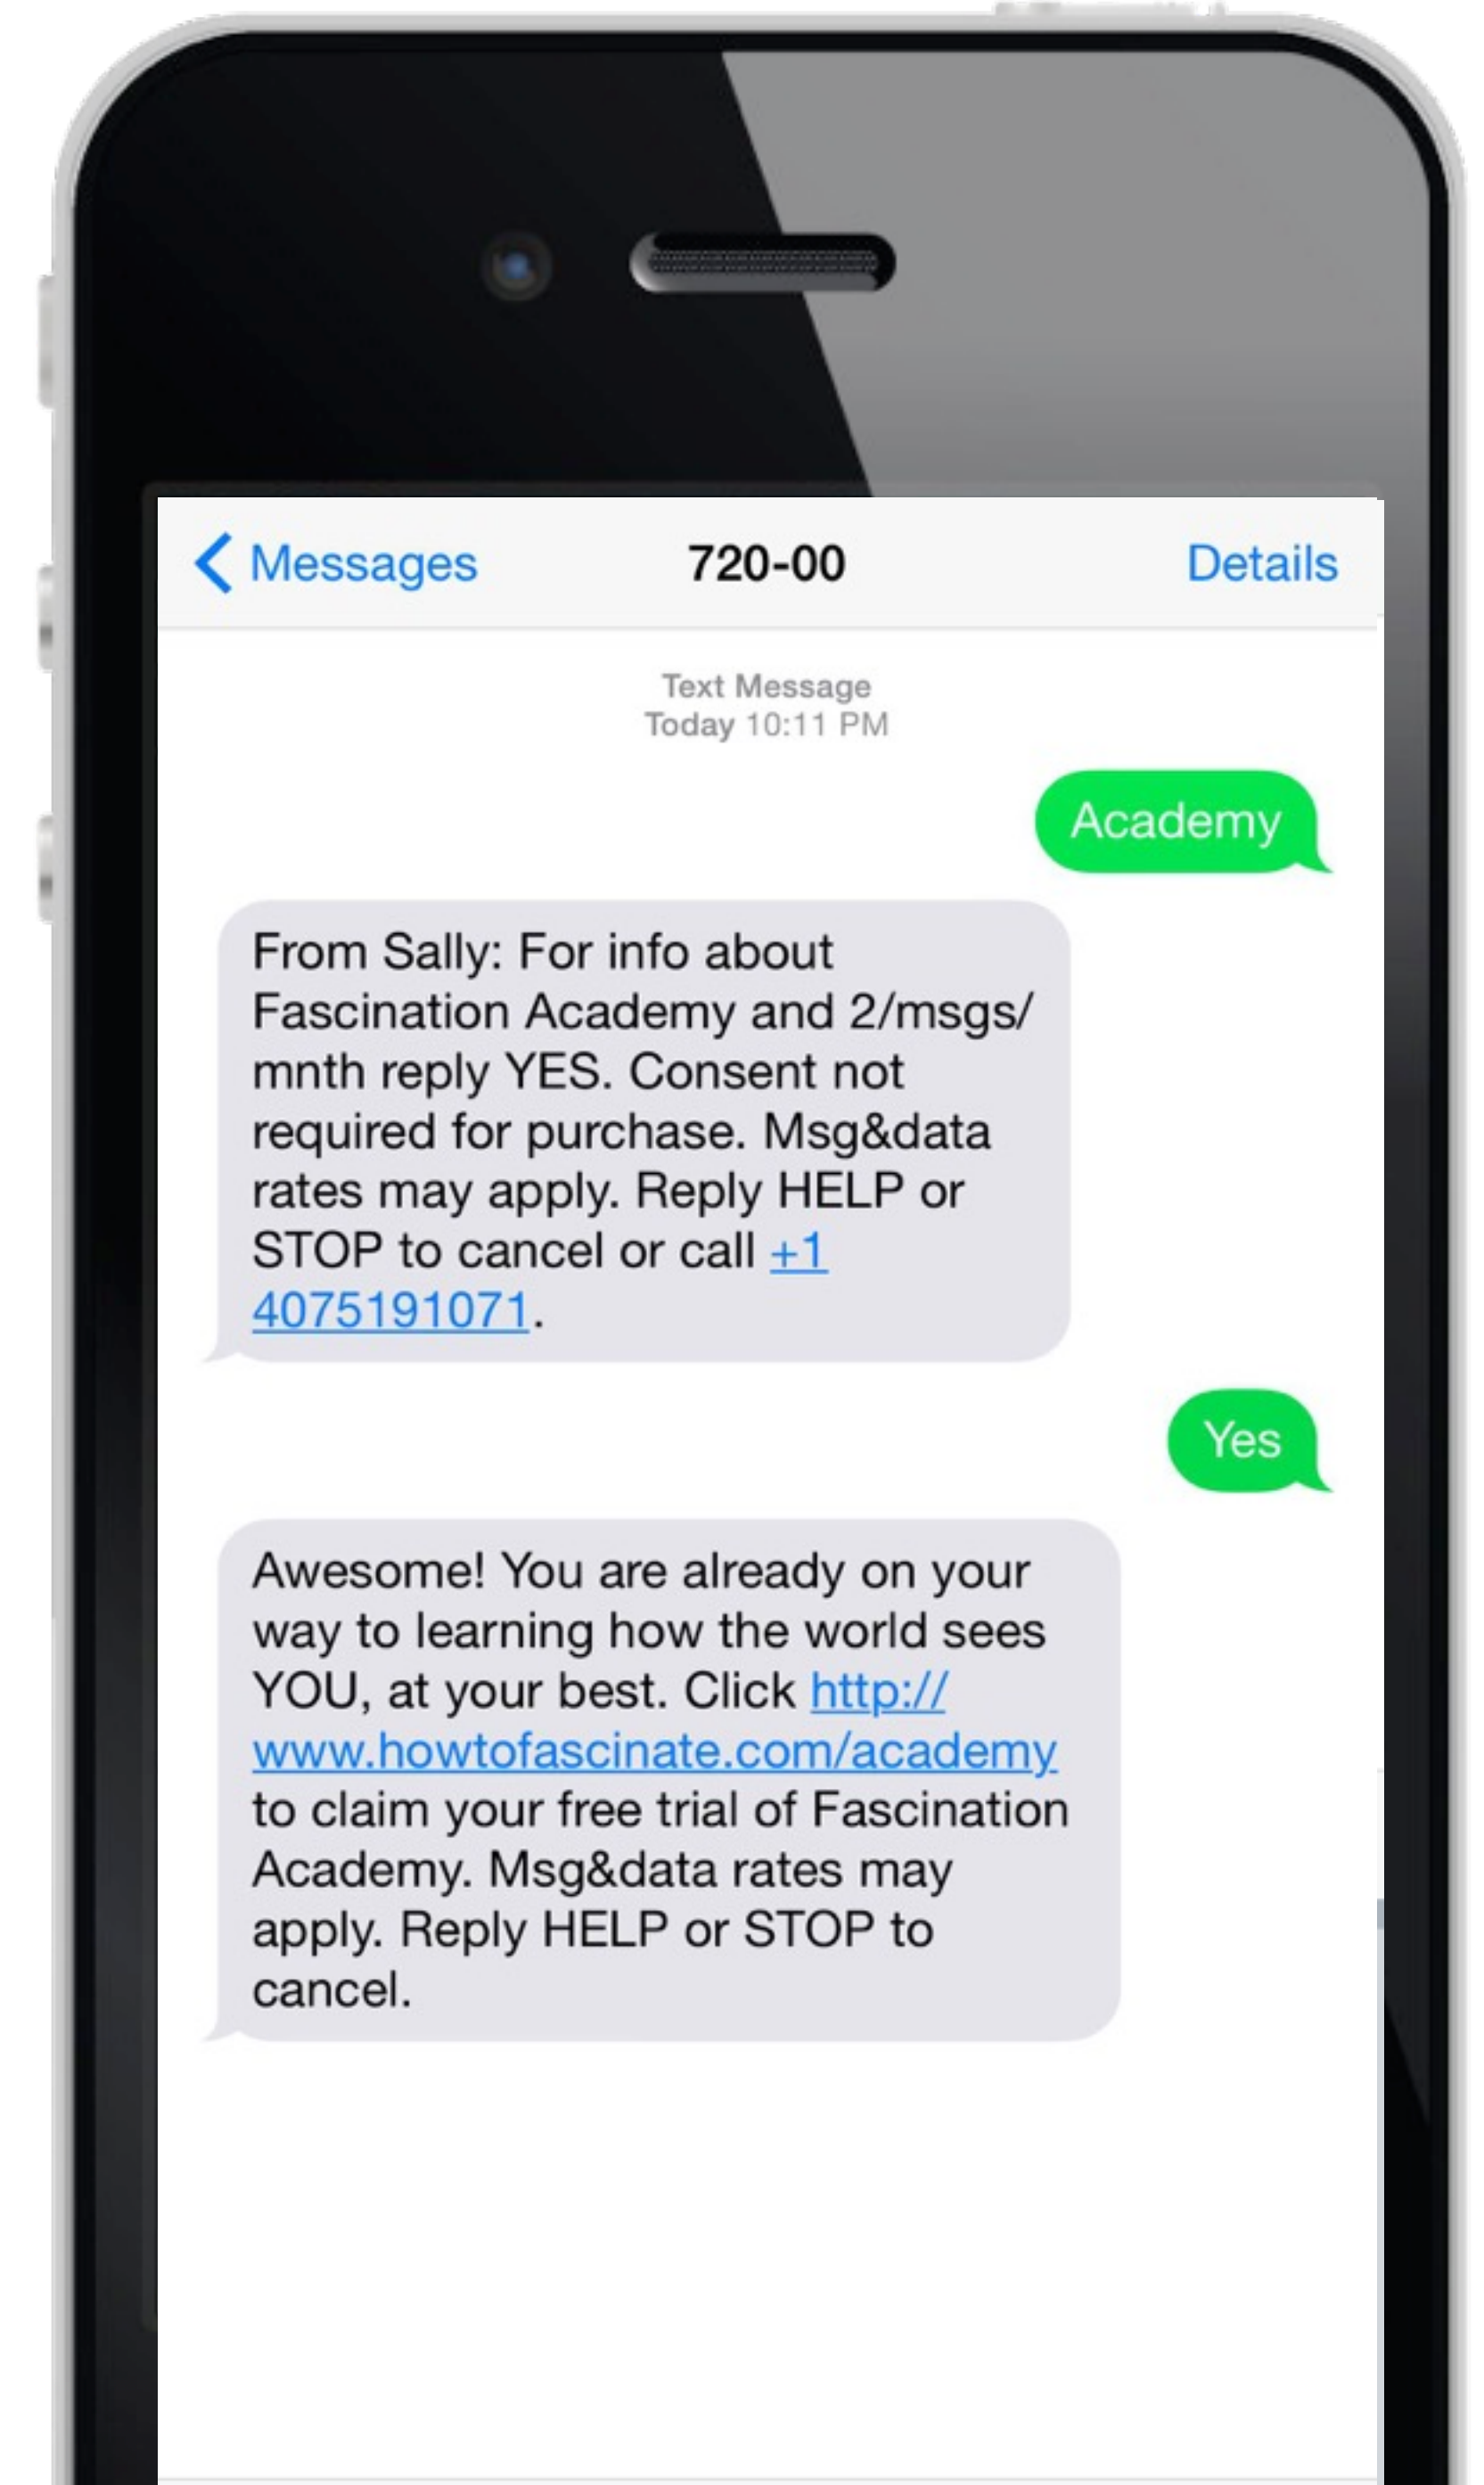 Messages 720-00 Details
Text Message
Today 10:11 PM
Academy
From Sally: For info about
Fascination Academy and 2/msgs/
mnth reply YES. Consent not
required for purchase. Msg&data
rates may apply. Reply HELP or
STOP to cancel or call +1
4075191071.
Yes
Awesome! You are already on your
way to learning how the world sees
YOU, at your best. Click http://
www.howtofascinate.com/academy
to claim your free trial of Fascination
Academy. Msg&data rates may
apply. Reply HELP or STOP to
cancel.